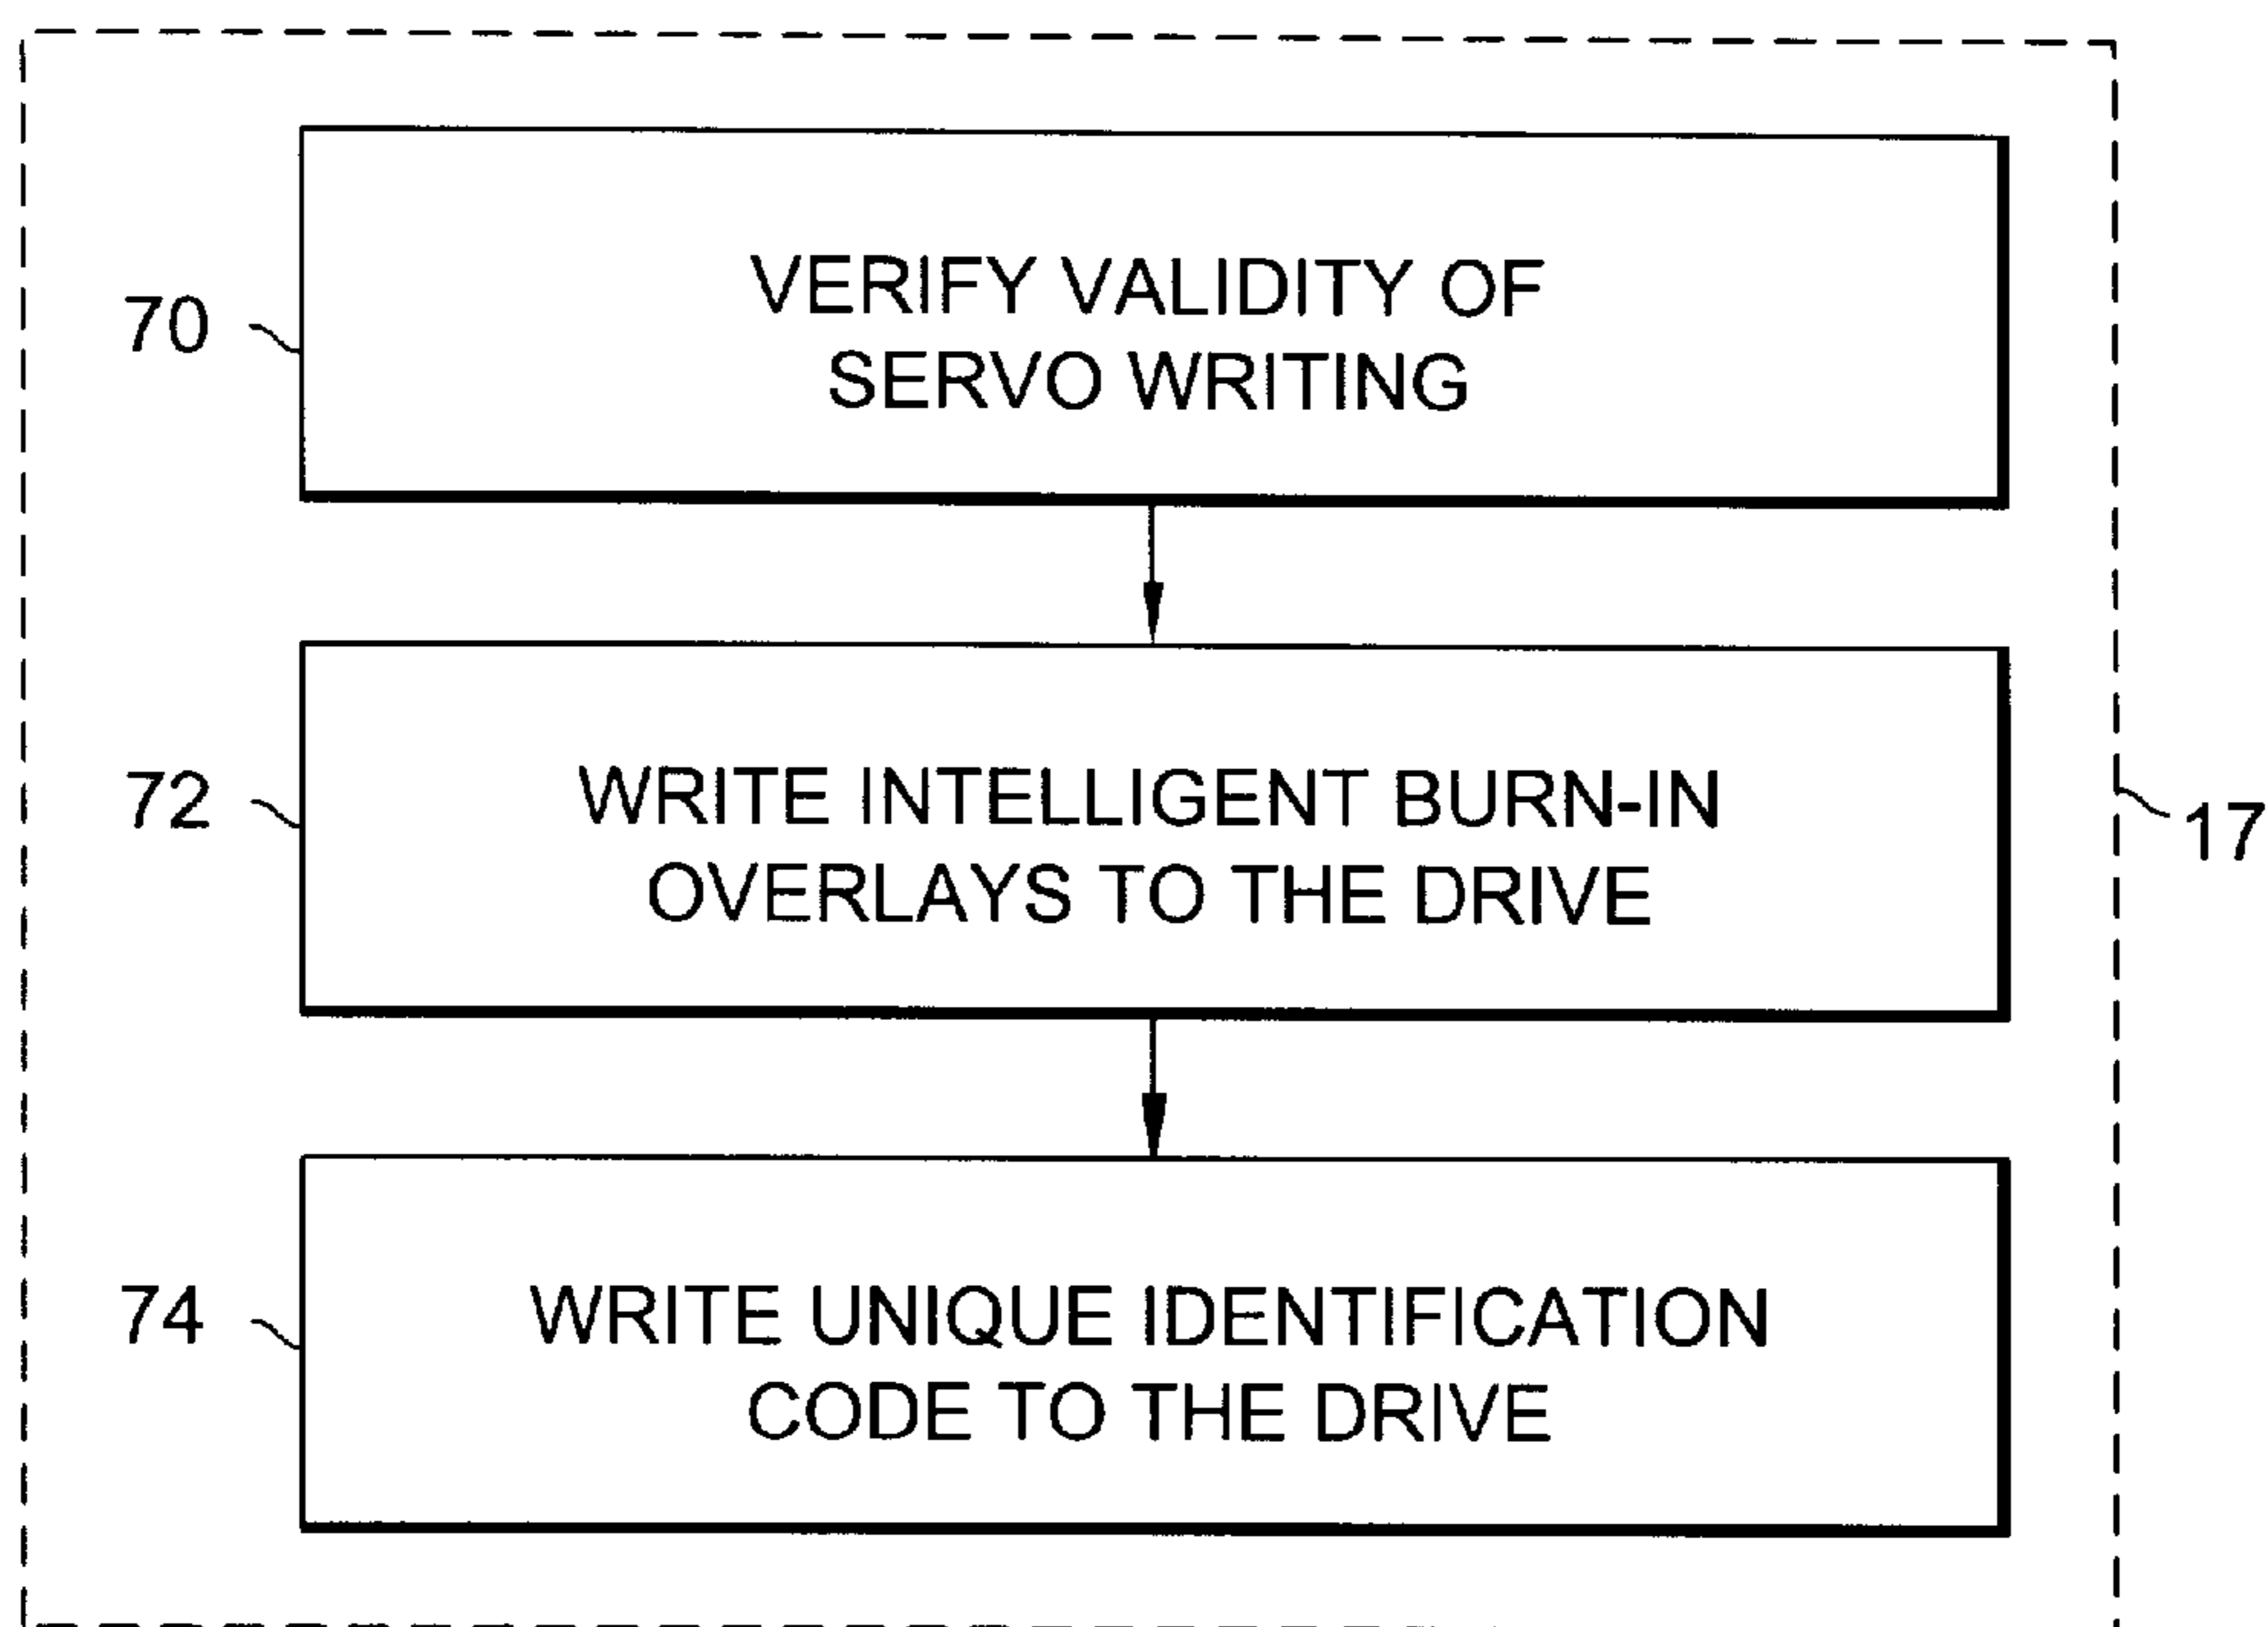 70
VERIFY VALIDITY OF
SERVO WRITING
72
WRITE INTELLIGENT BURN-IN
OVERLAYS TO THE DRIVE
17
74
WRITE UNIQUE IDENTIFICATION
CODE TO THE DRIVE